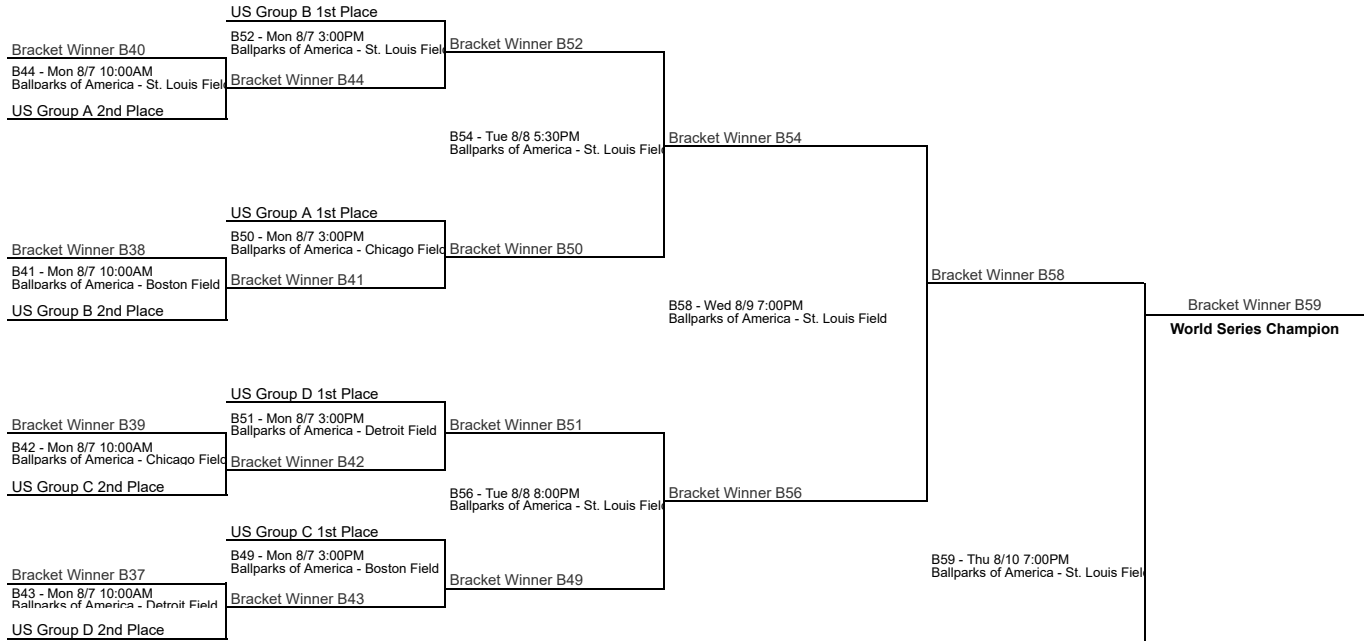 US Group B 1st Place
Bracket Winner B40
B52 - Mon 8/7 3:00PM
Ballparks of America - St. Louis Fiel
Bracket Winner B52
B44 - Mon 8/7 10:00AM
Ballparks of America - St. Louis Fiel
Bracket Winner B44
US Group A 2nd Place
B54 - Tue 8/8 5:30PM
Ballparks of America - St. Louis Fiel
Bracket Winner B54
US Group A 1st Place
Bracket Winner B38
B50 - Mon 8/7 3:00PM
Ballparks of America - Chicago Field
Bracket Winner B50
B41 - Mon 8/7 10:00AM
Ballparks of America - Boston Field
Bracket Winner B41
US Group B 2nd Place
Bracket Winner B58
B58 - Wed 8/9 7:00PM
Ballparks of America - St. Louis Field
Bracket Winner B59
World Series Champion
US Group D 1st Place
Bracket Winner B39
B51 - Mon 8/7 3:00PM
Ballparks of America - Detroit Field
Bracket Winner B51
B42 - Mon 8/7 10:00AM
Ballparks of America - Chicago Field
Bracket Winner B42
US Group C 2nd Place
B56 - Tue 8/8 8:00PM
Ballparks of America - St. Louis Fiel
Bracket Winner B56
US Group C 1st Place
B49 - Mon 8/7 3:00PM
Ballparks of America - Boston Field
Bracket Winner B49
Bracket Winner B37
B43 - Mon 8/7 10:00AM
Ballparks of America - Detroit Field
Bracket Winner B43
US Group D 2nd Place
B59 - Thu 8/10 7:00PM
Ballparks of America - St. Louis Fiel